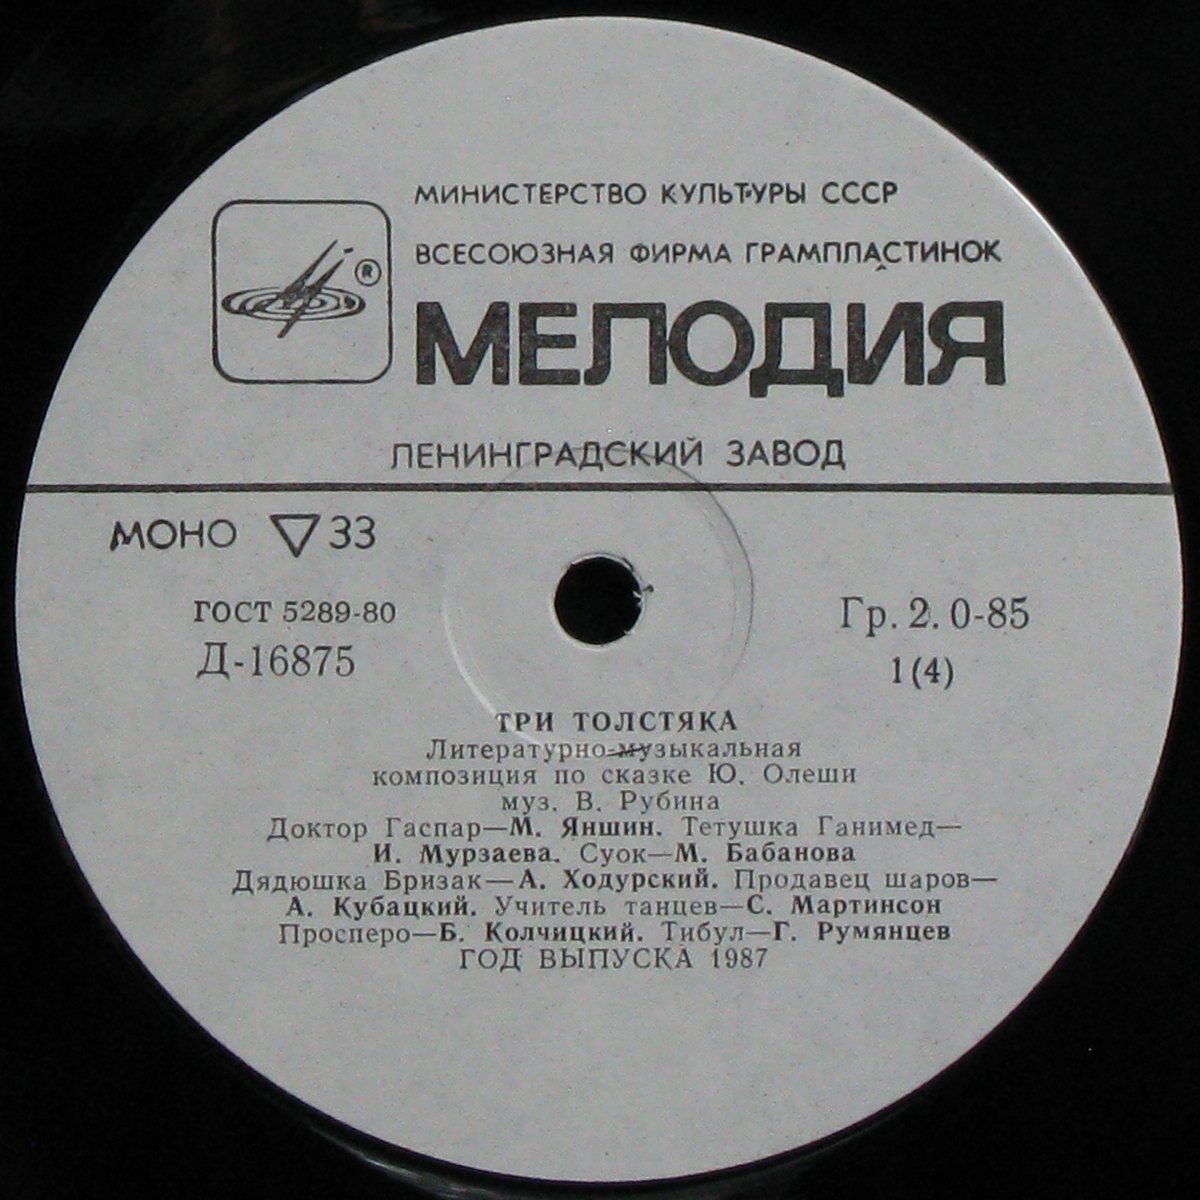 МИНИСТЕРСТВО КУЛЬТУРЫ СССР
ВСЕСОЮЗНАЯ ФИРМА ГРАМПЛАСТИНОК
®
МЕЛОДИЯ
ЛЕНИНГРАДСКИЙ ЗАВОД
МОНО ▽ 33
ГОСТ 5289-80
Гр. 2. 0-85
Д-16875
1(4)
ТРИ ТОЛСТЯКА
Литературно-музыкальная
композиция по сказке Ю. Олеши
муз. В. Рубина
Доктор Гаспар—М. Яншин. Тетушка Ганимед—
И. Мурзаева. Суок—М. Бабанова
Дядюшка Бризак—А. Ходурский. Продавец шаров—
А. Кубацкий. Учитель танцев—С. Мартинсон
Просперо—Б. Колчицкий. Тибул—Г. Румянцев
ГОД ВЫПУСКА 1987